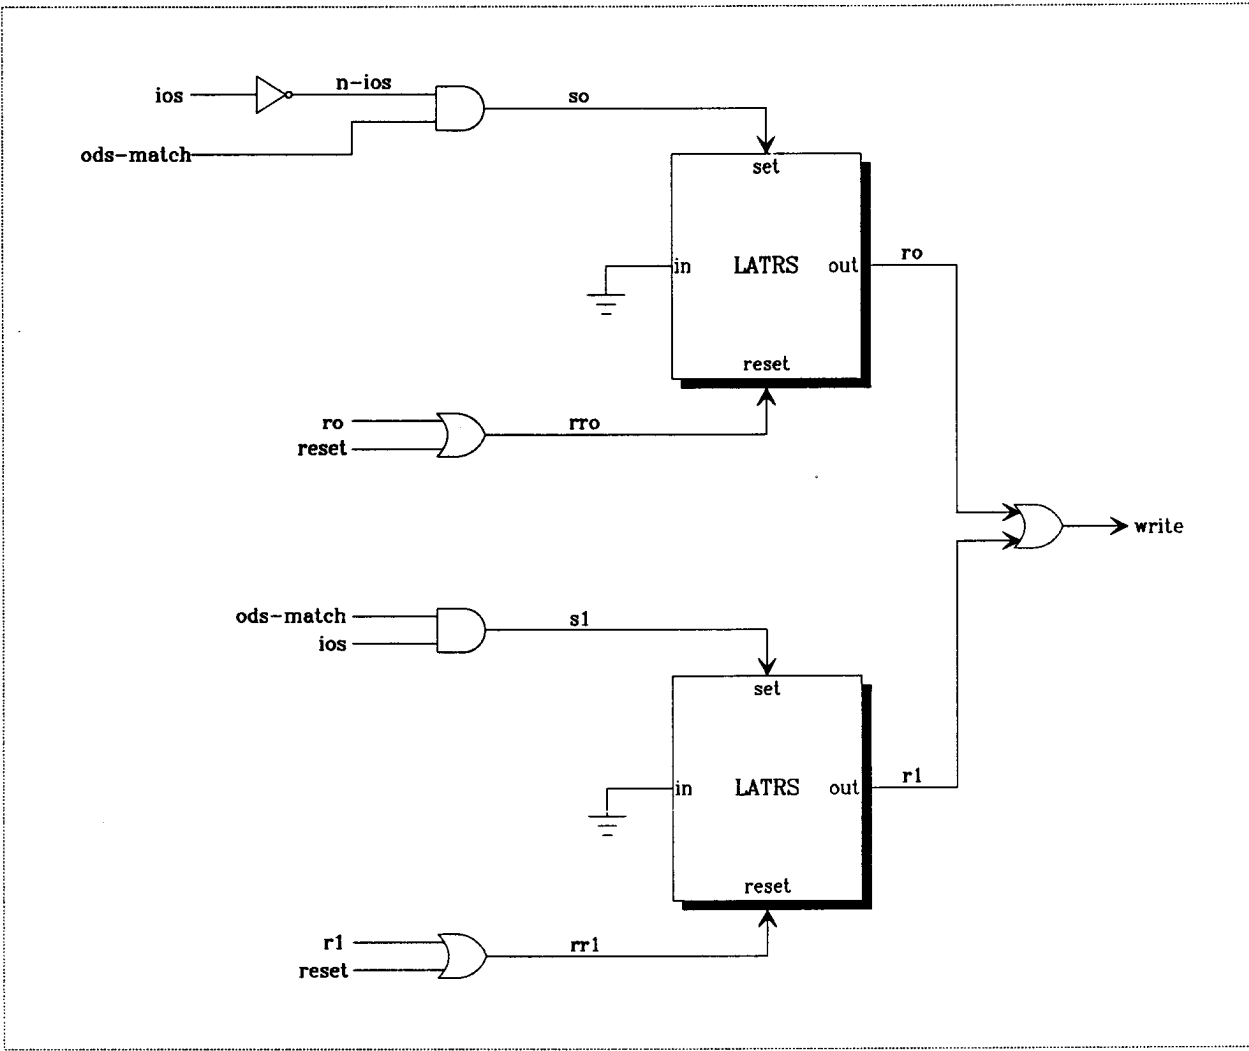 ios
n-ios
so
ods-match
set
in
LATRS
out
ro
reset
ro
reset
rro
write
ods-match
ios
s1
set
in
LATRS
out
r1
reset
r1
reset
rr1